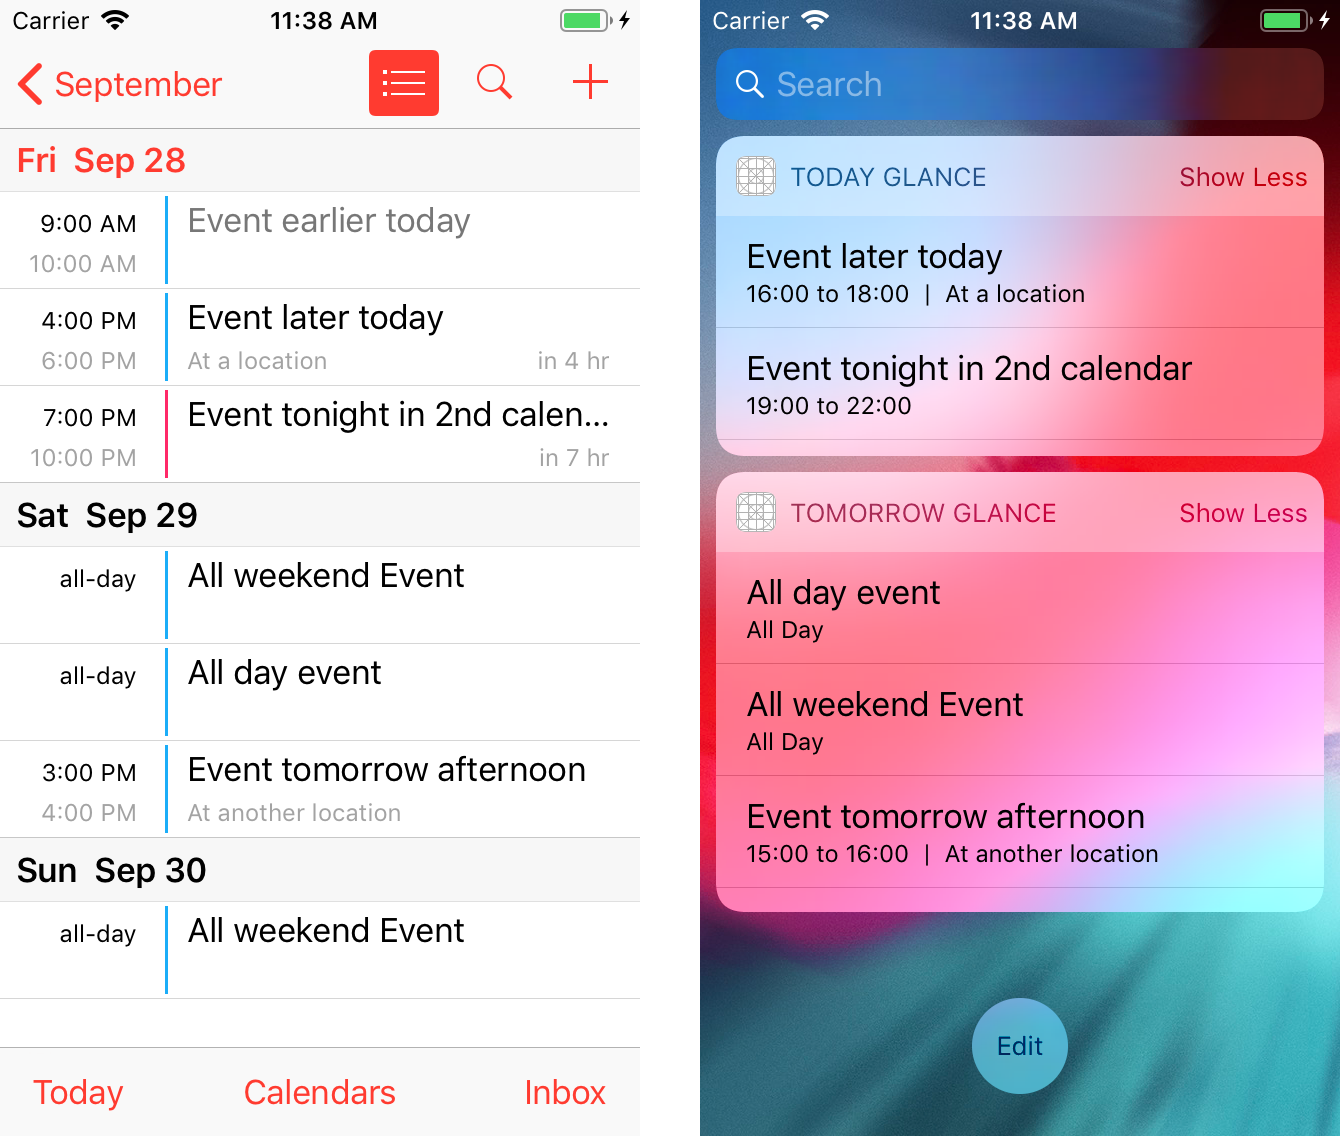 Carrier 11:38 AM
September
Fri Sep 28
9:00 AM Event earlier today
10:00 AM
4:00 PM Event later today
6:00 PM At a location in 4 hr
7:00 PM Event tonight in 2nd calen...
10:00 PM in 7 hr
Sat Sep 29
all-day All weekend Event
all-day All day event
3:00 PM Event tomorrow afternoon
4:00 PM At another location
Sun Sep 30
all-day All weekend Event
Today Calendars Inbox
Carrier 11:38 AM
Search
TODAY GLANCE Show Less
Event later today
16:00 to 18:00 | At a location
Event tonight in 2nd calendar
19:00 to 22:00
TOMORROW GLANCE Show Less
All day event
All Day
All weekend Event
All Day
Event tomorrow afternoon
15:00 to 16:00 | At another location
Edit